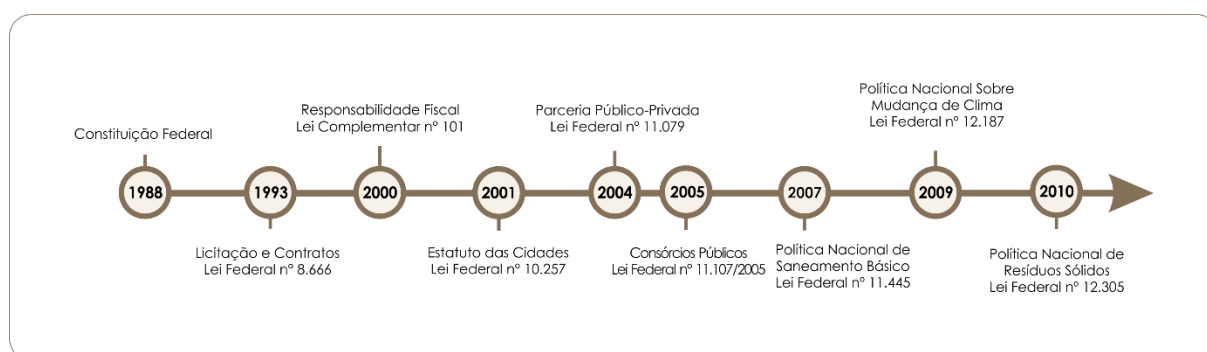 Constituição Federal
1988
1993
Licitação e Contratos
Lei Federal nº 8.666
Responsabilidade Fiscal
Lei Complementar nº 101
2000
2001
Estatuto das Cidades
Lei Federal nº 10.257
Parceria Público-Privada
Lei Federal nº 11.079
2004
2005
Consórcios Públicos
Lei Federal nº 11.107/2005
2007
Política Nacional de
Saneamento Básico
Lei Federal nº 11.445
Política Nacional Sobre
Mudança de Clima
Lei Federal nº 12.187
2009
2010
Política Nacional de
Resíduos Sólidos
Lei Federal nº 12.305